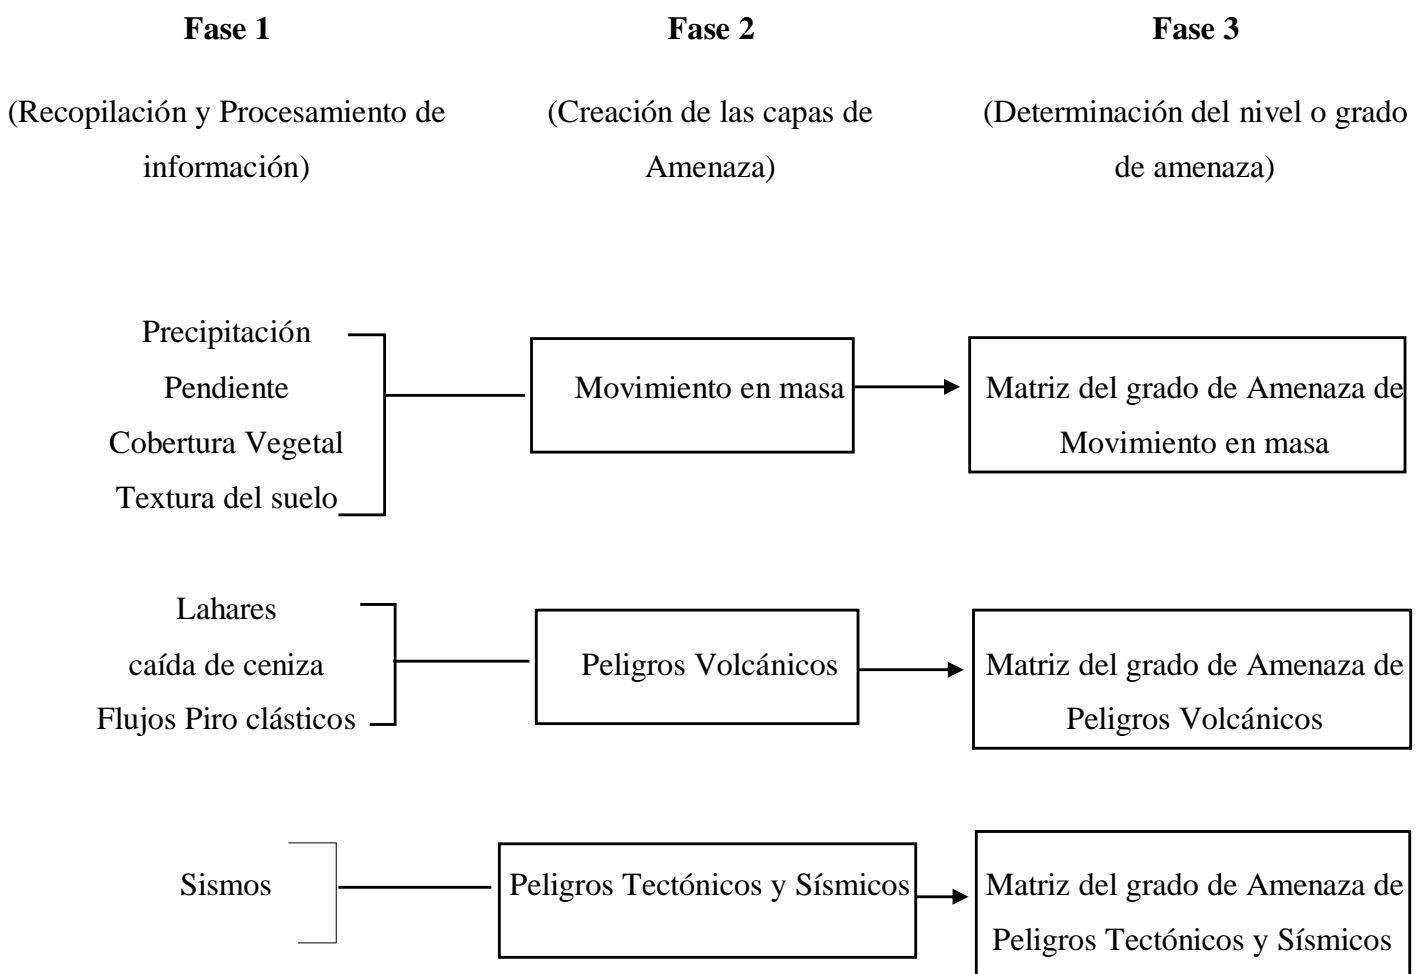 Fase 1
Fase 2
Fase 3
(Recopilación y Procesamiento de
información)
(Creación de las capas de
Amenaza)
(Determinación del nivel o grado
de amenaza)
Precipitación
Pendiente
Cobertura Vegetal
Textura del suelo
Movimiento en masa
Matriz del grado de Amenaza de
Movimiento en masa
Lahares
caída de ceniza
Flujos Piro clásticos
Peligros Volcánicos
Matriz del grado de Amenaza de
Peligros Volcánicos
Sismos
Peligros Tectónicos y Sísmicos
Matriz del grado de Amenaza de
Peligros Tectónicos y Sísmicos